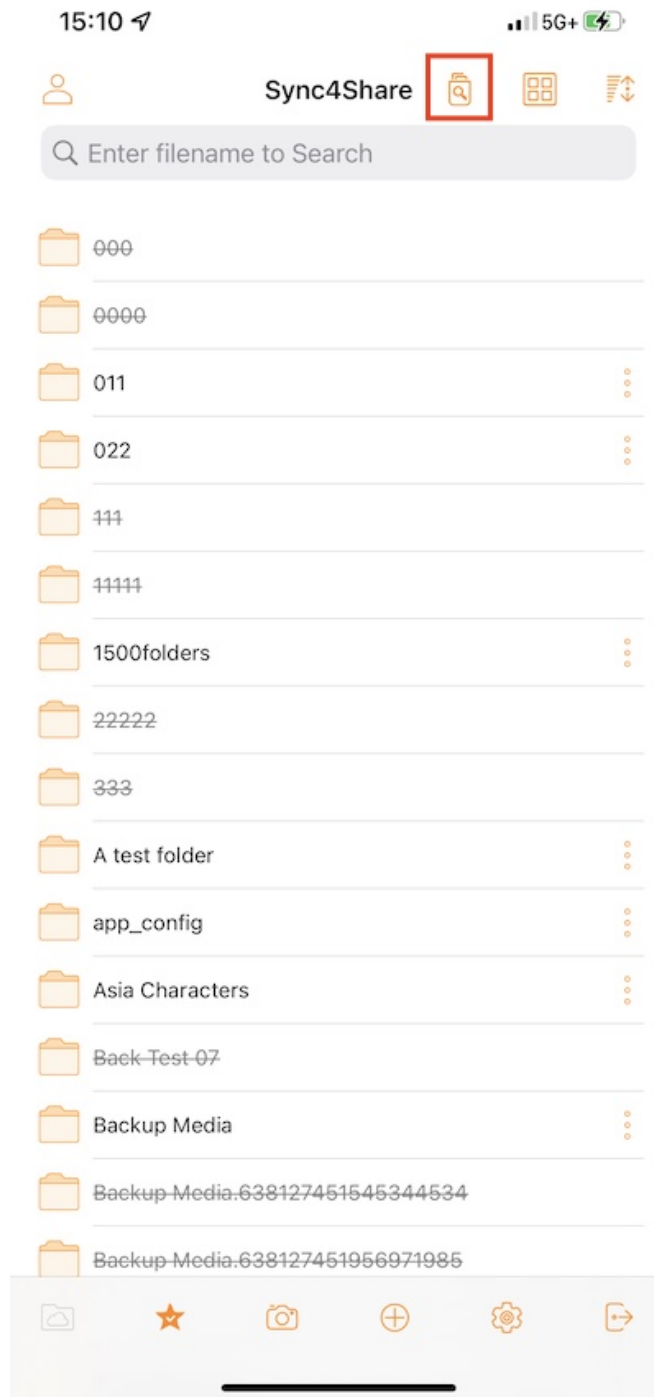 15:10 5G+
Sync4Share
Enter filename to Search
000
0000
011
022
111
11111
1500folders
22222
333
A test folder
app_config
Asia Characters
Back Test 07
Backup Media
Backup Media.638127451545344534
Backup Media.638127451956971985